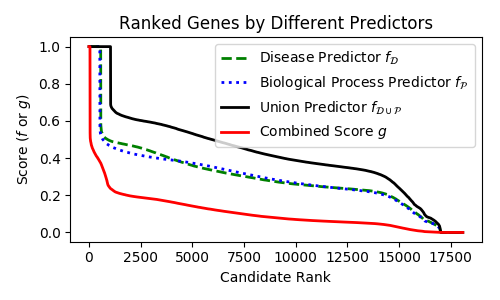 Ranked Genes by Different Predictors
Score (f or g)
1.0
0.8
0.6
0.4
0.2
0.0
Disease Predictor f_𝒟
Biological Process Predictor f_𝒫
Union Predictor f_𝒟∪𝒫
Combined Score g
0 2500 5000 7500 10000 12500 15000 17500
Candidate Rank